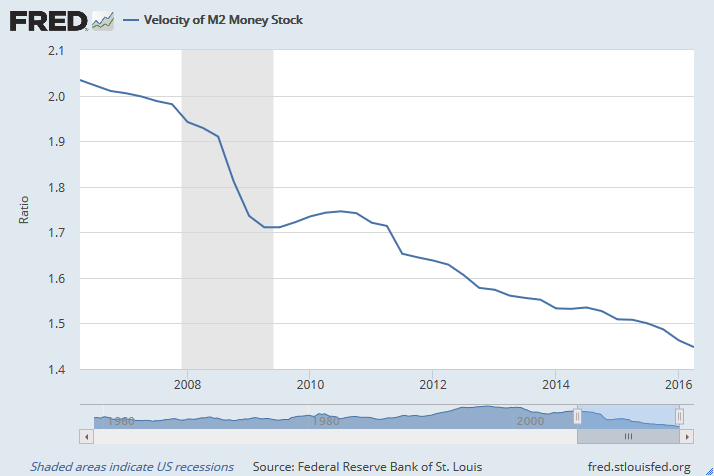 FRED Velocity of M2 Money Stock
2.1
2.0
1.9
1.8
1.7
1.6
1.5
1.4
Ratio
2008 2010 2012 2014 2016
1960 1980 2000
Shaded areas indicate US recessions Source: Federal Reserve Bank of St. Louis fred.stlouisfed.org